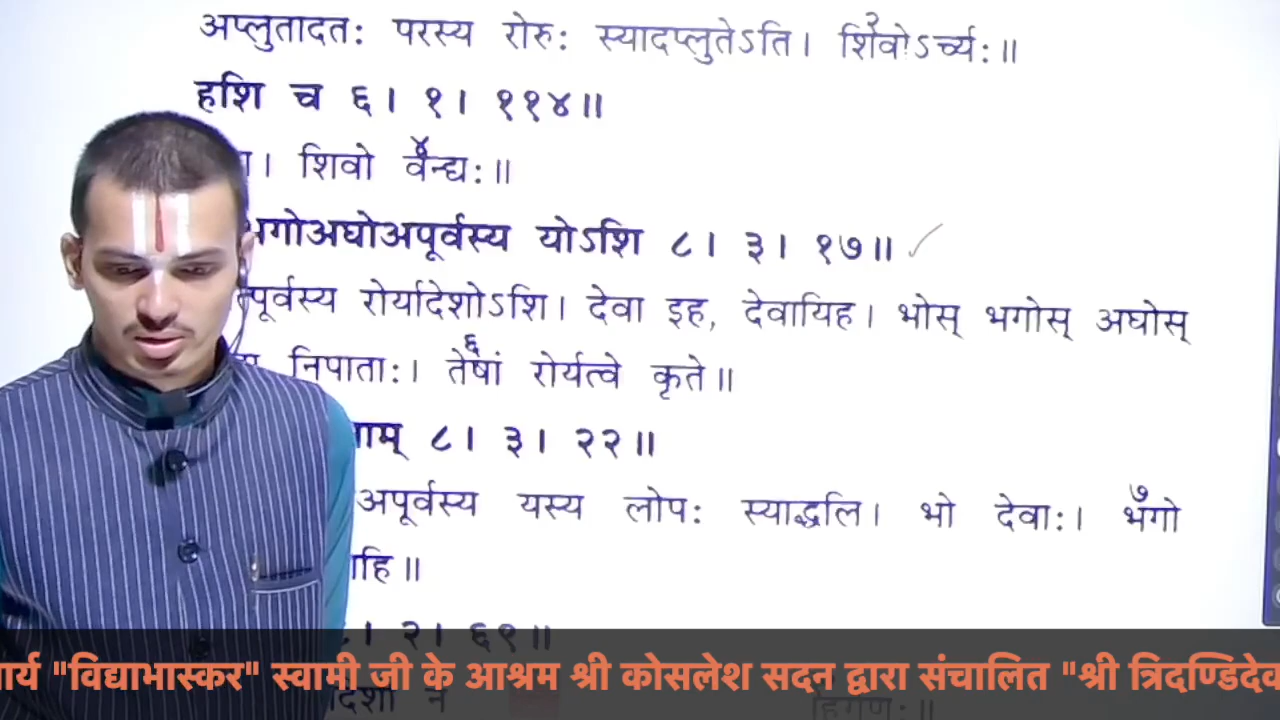 अप्लुतादतः परस्य रोरुः स्यादप्लुतेऽति। शिवोऽर्च्यः॥
हशि च ६। १। ११४॥
शिवो वन्द्यः॥
भगोअघोअपूर्वस्य योऽशि ८। ३। १७॥
रोर्यादेशोऽशि। देवा इह, देवायिह। भोस् भगोस् अघोस्
निपाताः। तेषां रोर्यत्वे कृते॥
८। ३। २२॥
अपूर्वस्य यस्य लोपः स्याद्धलि। भो देवाः। भगो
२। ६९॥
"विद्याभास्कर" स्वामी जी के आश्रम श्री कोसलेश सदन द्वारा संचालित "श्री